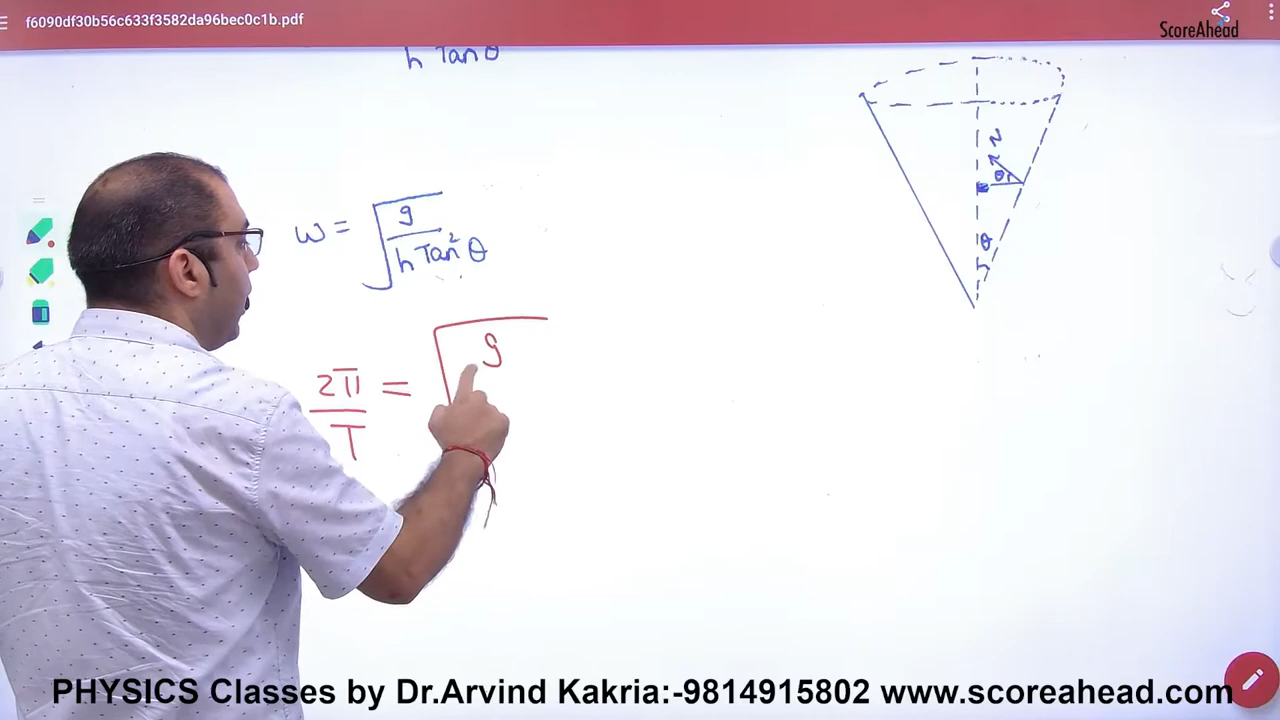 f6090df30b56c633f3582da96bec0c1b.pdf
ScoreAhead
h Tanθ
N
θ
r
θ
h
ω = √(g / h Tan²θ)
2π / T = √ g
PHYSICS Classes by Dr.Arvind Kakria:-9814915802 www.scoreahead.com